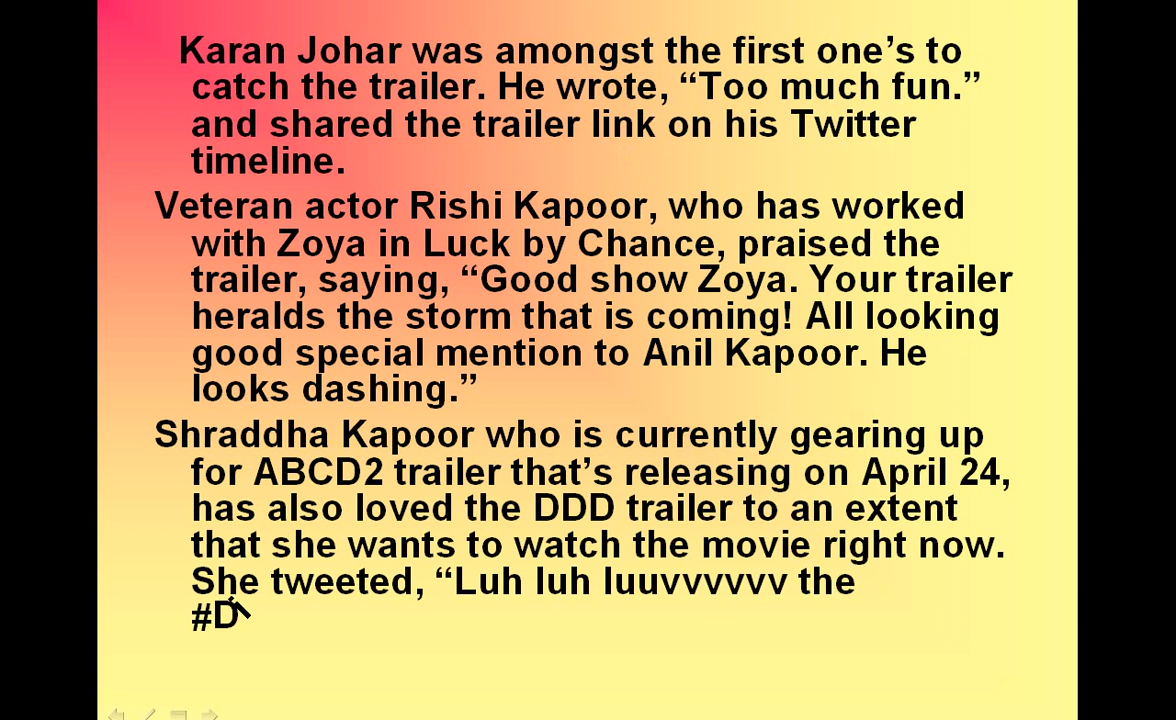 Karan Johar was amongst the first one’s to
catch the trailer. He wrote, “Too much fun.”
and shared the trailer link on his Twitter
timeline.
Veteran actor Rishi Kapoor, who has worked
with Zoya in Luck by Chance, praised the
trailer, saying, “Good show Zoya. Your trailer
heralds the storm that is coming! All looking
good special mention to Anil Kapoor. He
looks dashing.”
Shraddha Kapoor who is currently gearing up
for ABCD2 trailer that’s releasing on April 24,
has also loved the DDD trailer to an extent
that she wants to watch the movie right now.
She tweeted, “Luh luh luuvvvvvv the
#D